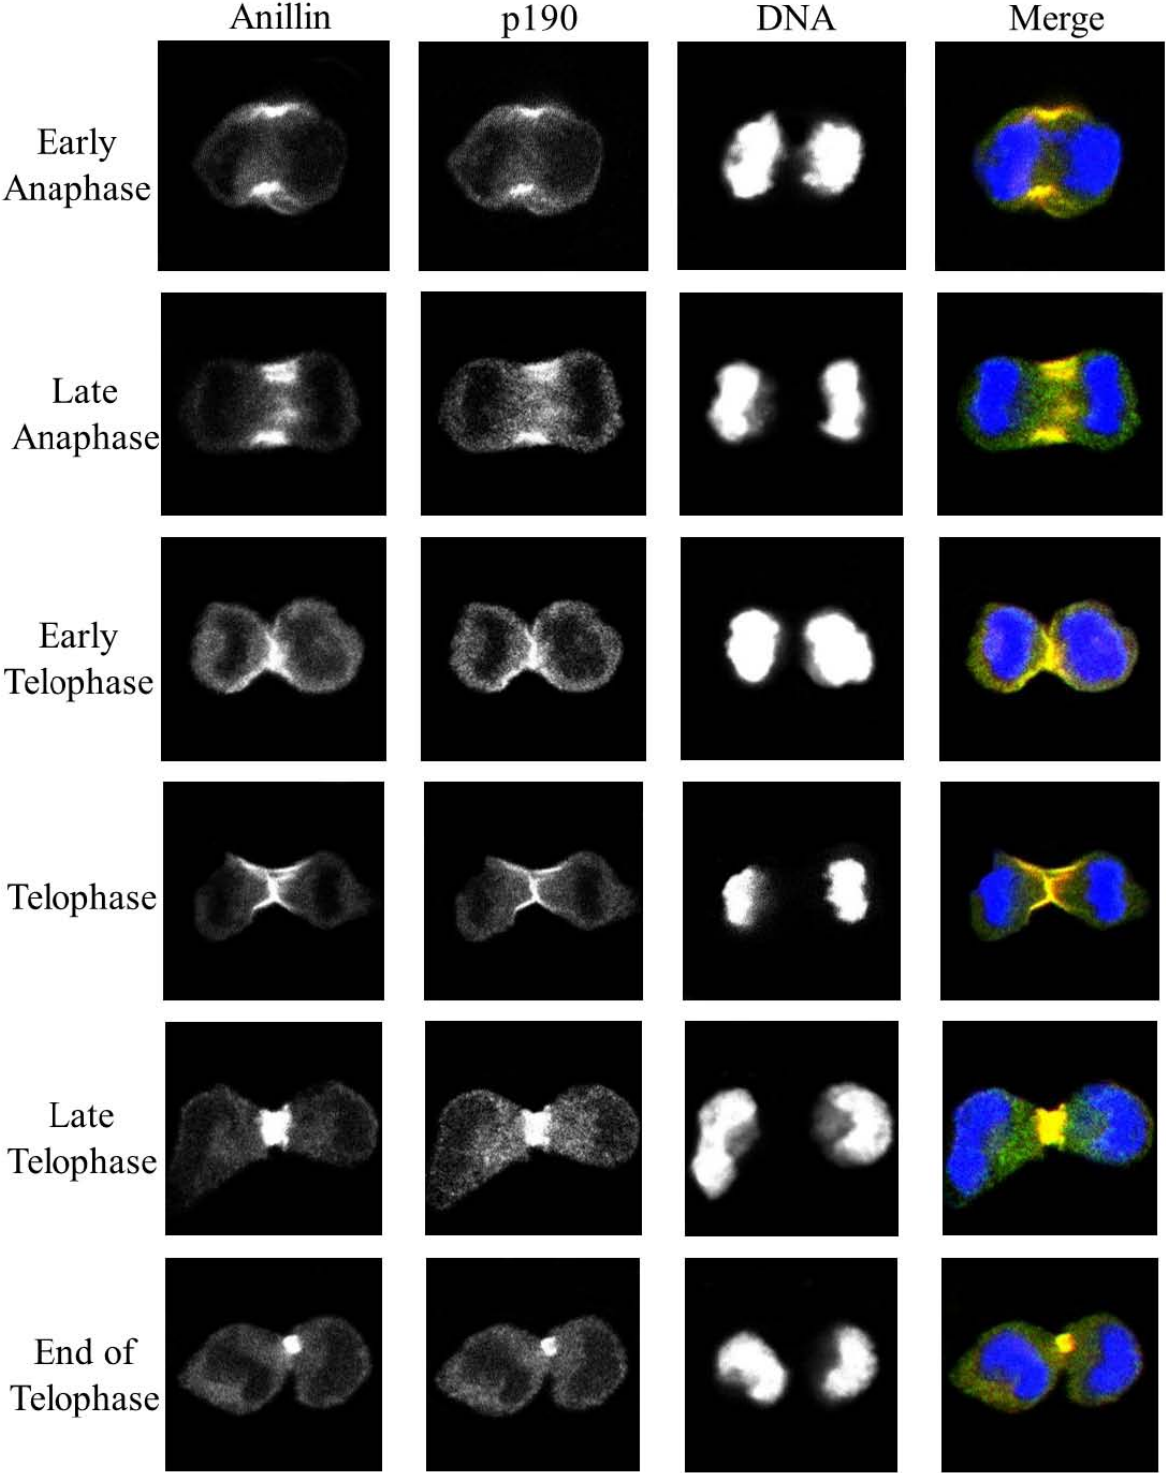 Anillin p190 DNA Merge
Early
Anaphase
Late
Anaphase
Early
Telophase
Telophase
Late
Telophase
End of
Telophase